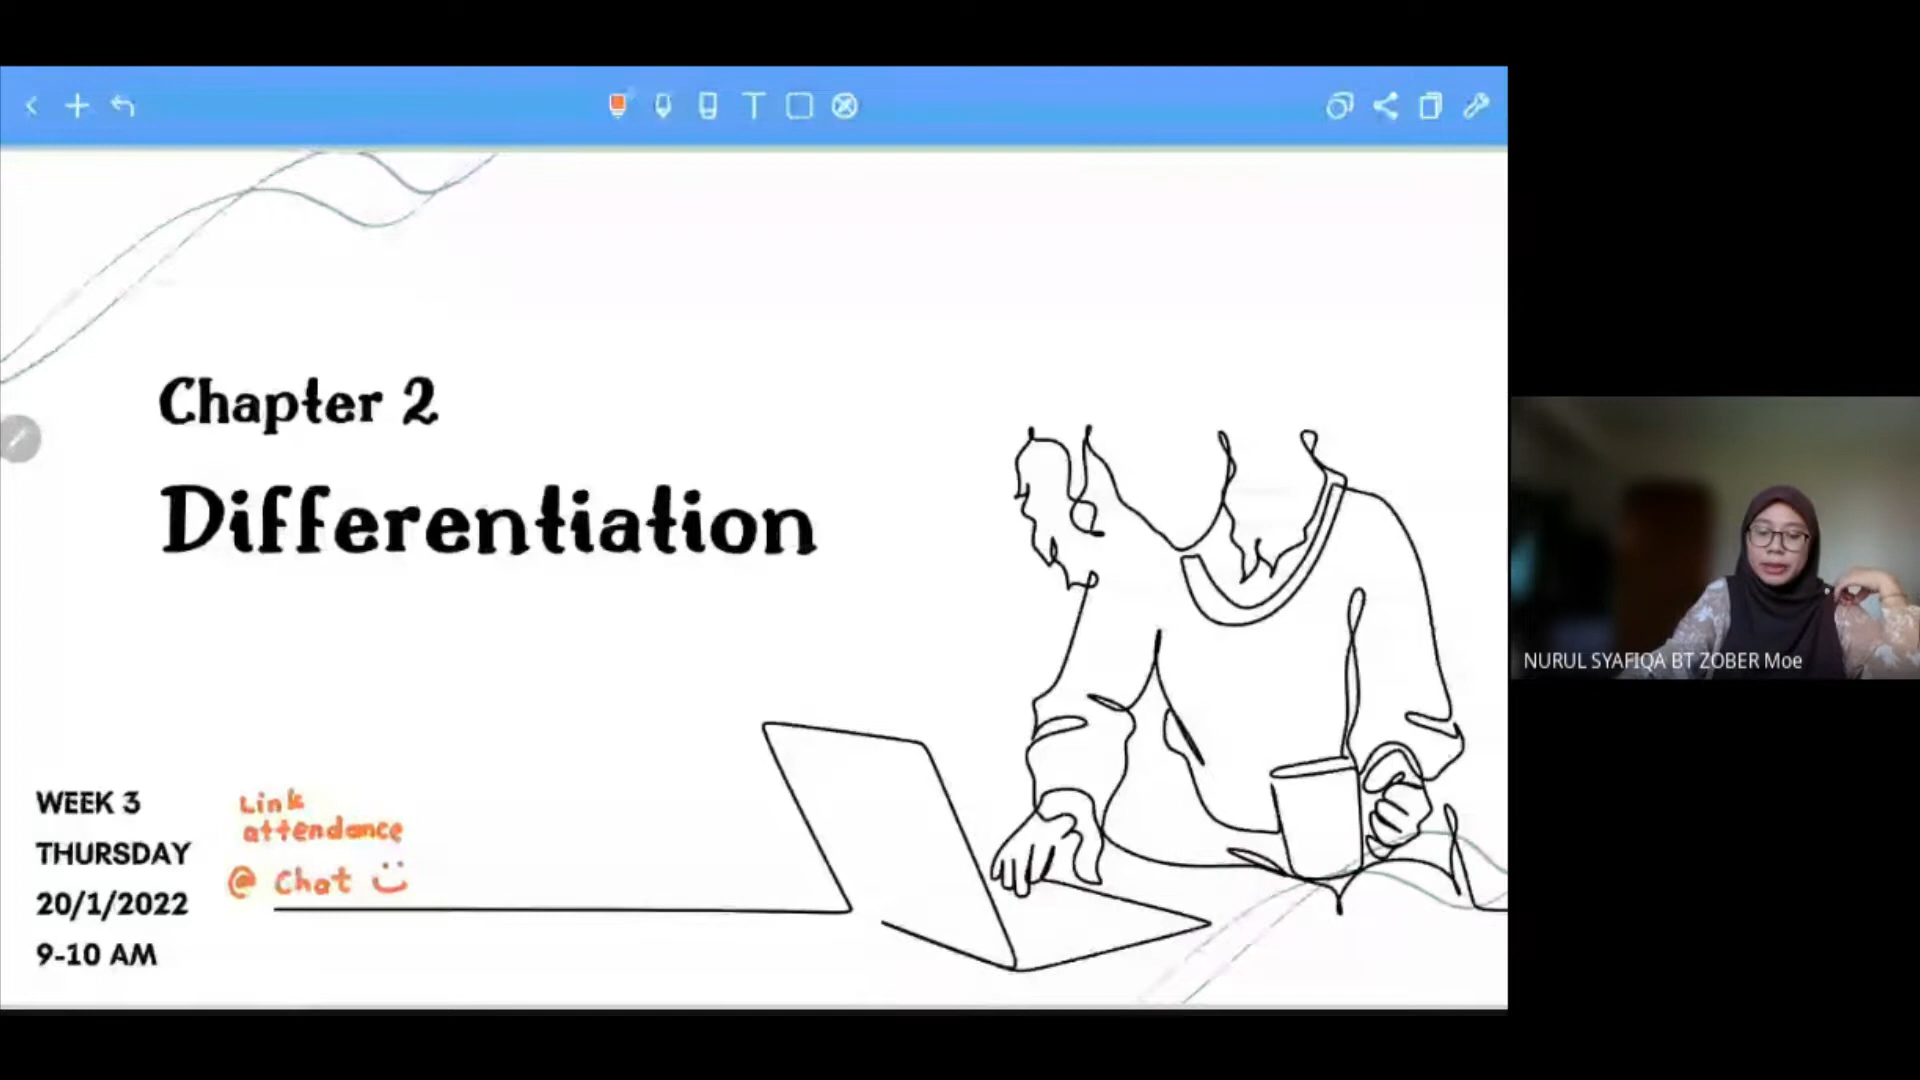 Chapter 2
Differentiation
WEEK 3
THURSDAY
20/1/2022
9-10 AM
Link
attendance
@ Chat
NURUL SYAFIQA BT ZOBER Moe